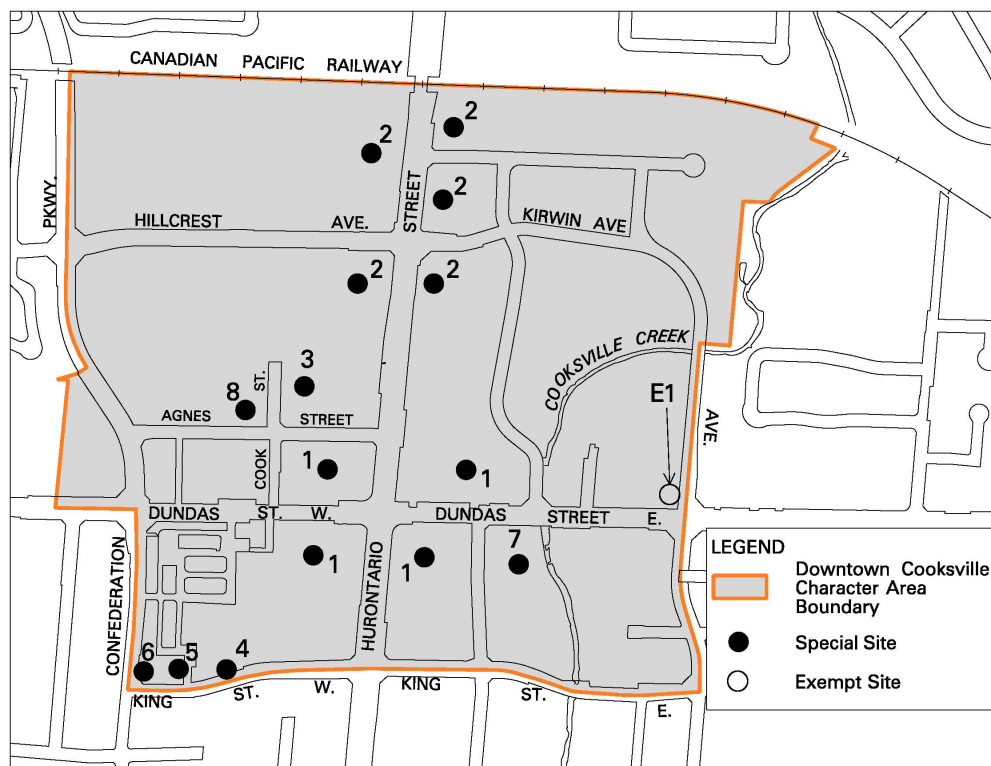 CANADIAN PACIFIC RAILWAY
2
2
2
PKWY.
STREET
HILLCREST AVE.
KIRWIN AVE
2
2
COOKSVILLE CREEK
3
8
ST.
E1
AGNES STREET
AVE.
COOK
1
1
DUNDAS ST. W.
DUNDAS STREET E.
CONFEDERATION
HURONTARIO
1
1
7
6
5
4
KING ST. W.
KING ST. E.
LEGEND
Downtown Cooksville
Character Area
Boundary
Special Site
Exempt Site